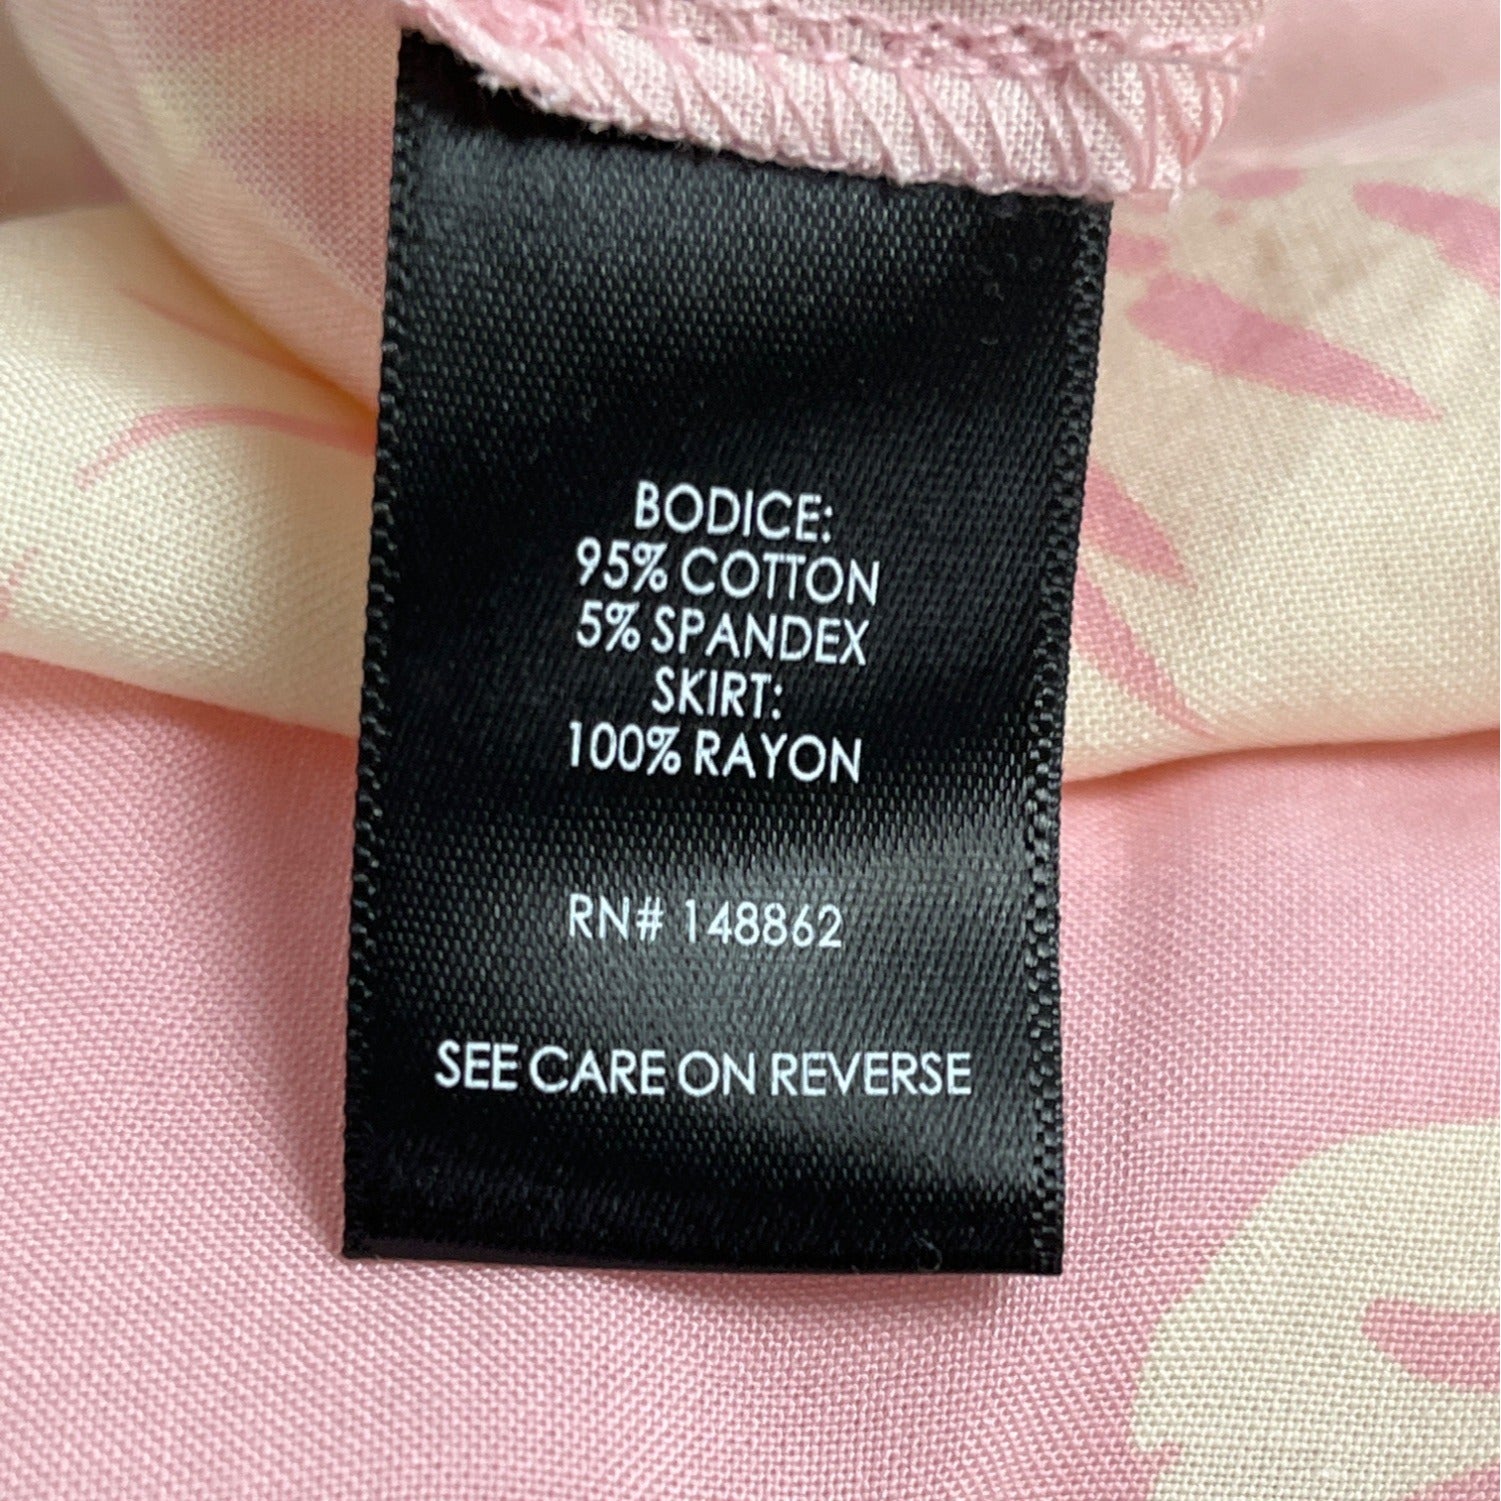 BODICE:
95% COTTON
5% SPANDEX
SKIRT:
100% RAYON
RN# 148862
SEE CARE ON REVERSE